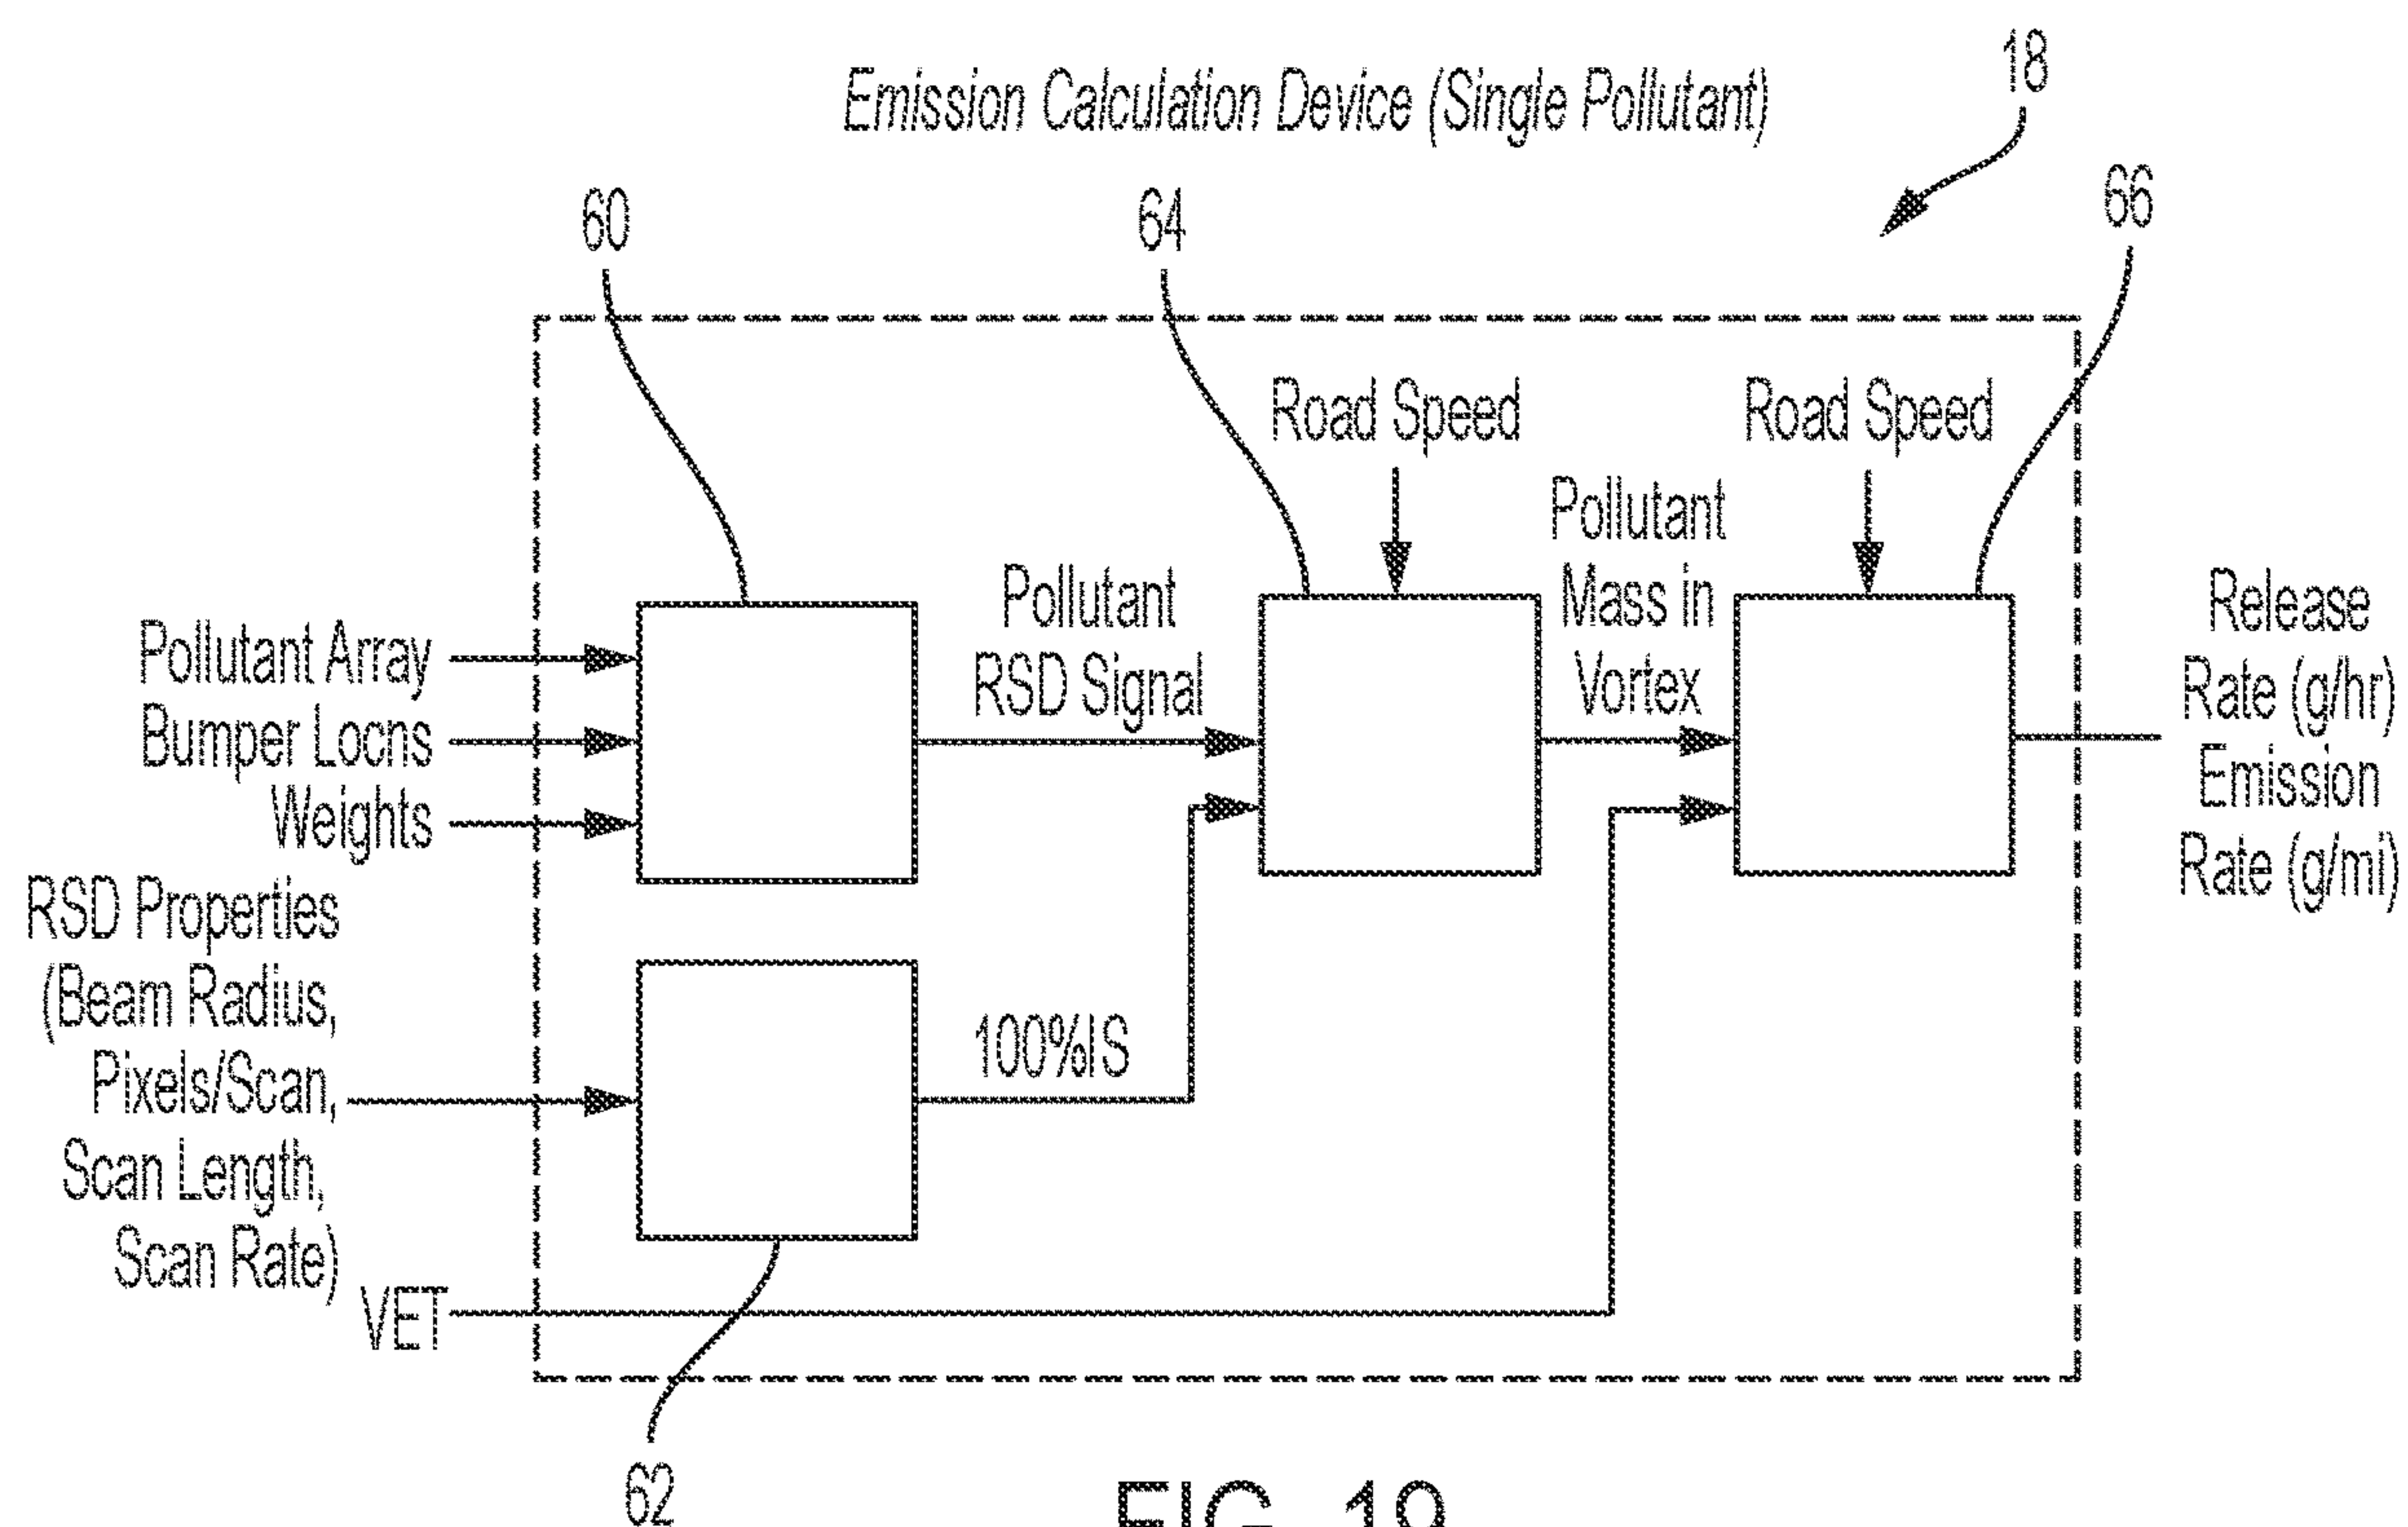 Emission Calculation Device (Single Pollutant)
18
60
64
66
Road Speed
Road Speed
Pollutant Array
Bumper Locns
Weights
Pollutant
RSD Signal
Pollutant
Mass in
Vortex
Release
Rate (g/hr)
Emission
Rate (g/mi)
RSD Properties
(Beam Radius,
Pixels/Scan,
Scan Length,
Scan Rate)
100%IS
VET
62
FIG.